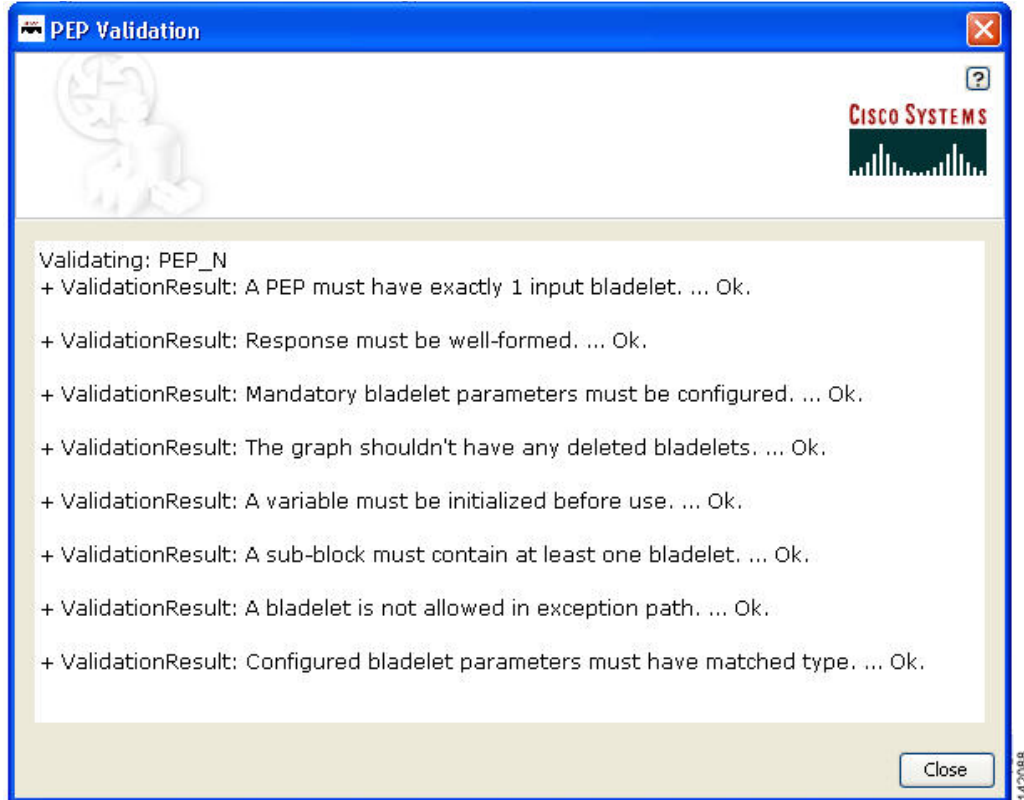 PEP Validation
?
CISCO SYSTEMS
Validating: PEP_N
+ ValidationResult: A PEP must have exactly 1 input bladelet. ... Ok.
+ ValidationResult: Response must be well-formed. ... Ok.
+ ValidationResult: Mandatory bladelet parameters must be configured. ... Ok.
+ ValidationResult: The graph shouldn't have any deleted bladelets. ... Ok.
+ ValidationResult: A variable must be initialized before use. ... Ok.
+ ValidationResult: A sub-block must contain at least one bladelet. ... Ok.
+ ValidationResult: A bladelet is not allowed in exception path. ... Ok.
+ ValidationResult: Configured bladelet parameters must have matched type. ... Ok.
Close